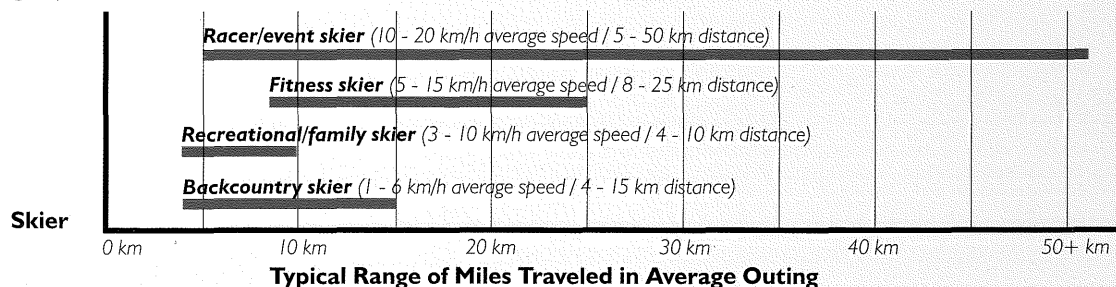 Racer/event skier (10 - 20 km/h average speed / 5 - 50 km distance)
Fitness skier (5 - 15 km/h average speed / 8 - 25 km distance)
Recreational/family skier (3 - 10 km/h average speed / 4 - 10 km distance)
Backcountry skier (1 - 6 km/h average speed / 4 - 15 km distance)
Skier
0 km 10 km 20 km 30 km 40 km 50+ km
Typical Range of Miles Traveled in Average Outing